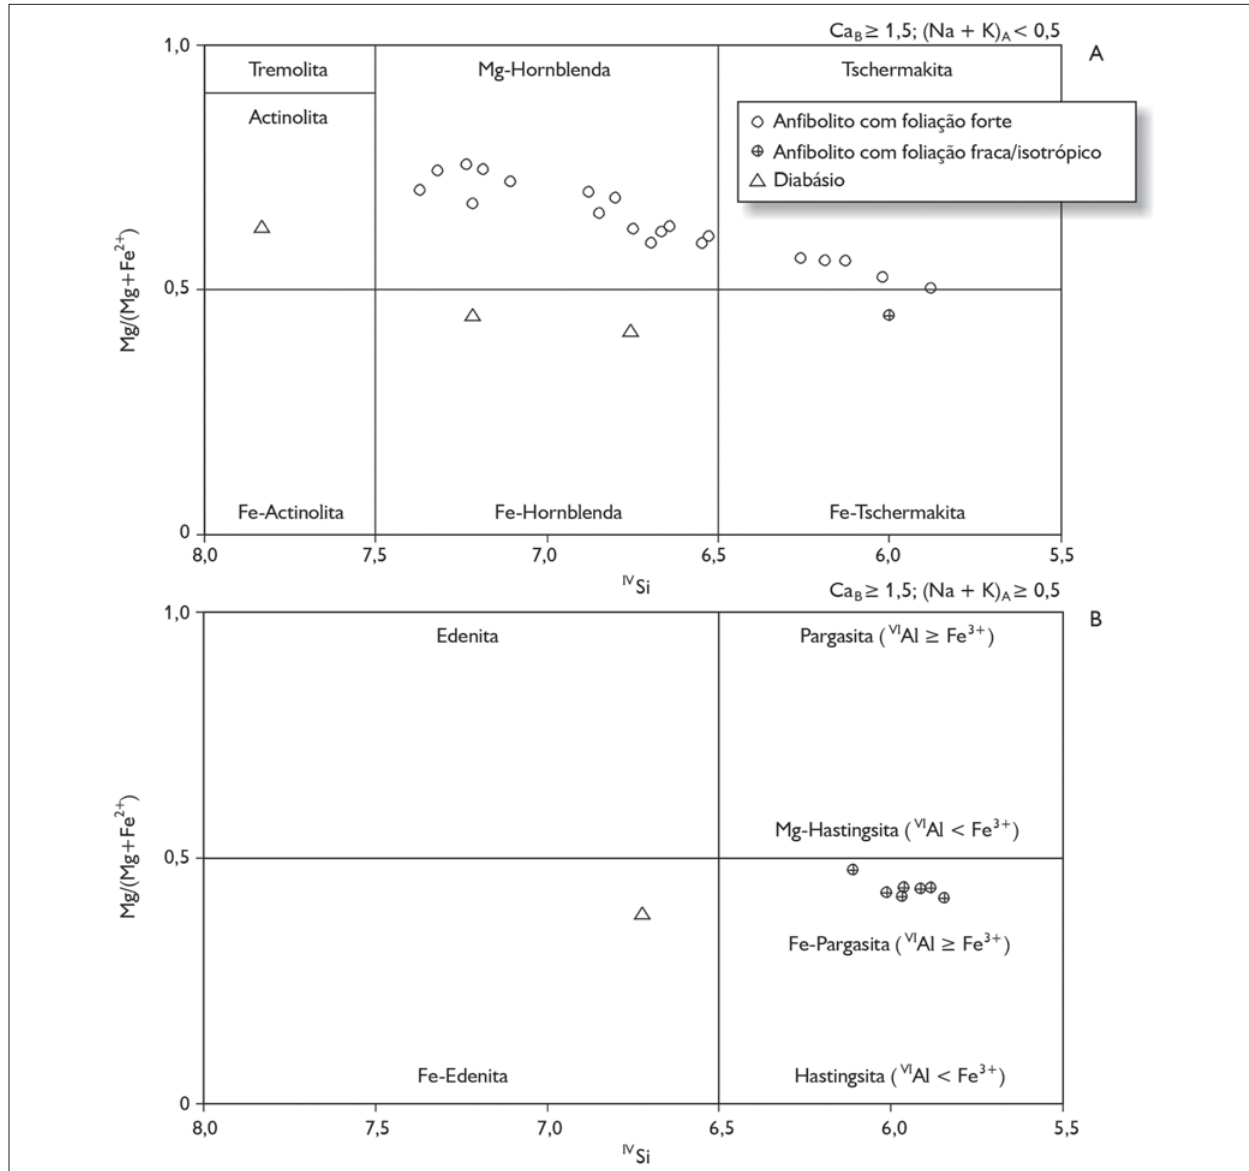 Ca_B ≥ 1,5; (Na + K)_A < 0,5
A
1,0
Tremolita
Mg-Hornblenda
Tschermakita
Actinolita
Anfibolito com foliação forte
Anfibolito com foliação fraca/isotrópico
Diabásio
Mg/(Mg+Fe²⁺)
0,5
Fe-Actinolita
Fe-Hornblenda
Fe-Tschermakita
0
8,0 7,5 7,0 6,5 6,0 5,5
ᴵⱽSi
Ca_B ≥ 1,5; (Na + K)_A ≥ 0,5
B
1,0
Edenita
Pargasita (ⱽᴵAl ≥ Fe³⁺)
Mg/(Mg+Fe²⁺)
Mg-Hastingsita (ⱽᴵAl < Fe³⁺)
0,5
Fe-Pargasita (ⱽᴵAl ≥ Fe³⁺)
Fe-Edenita
Hastingsita (ⱽᴵAl < Fe³⁺)
0
8,0 7,5 7,0 6,5 6,0 5,5
ᴵⱽSi